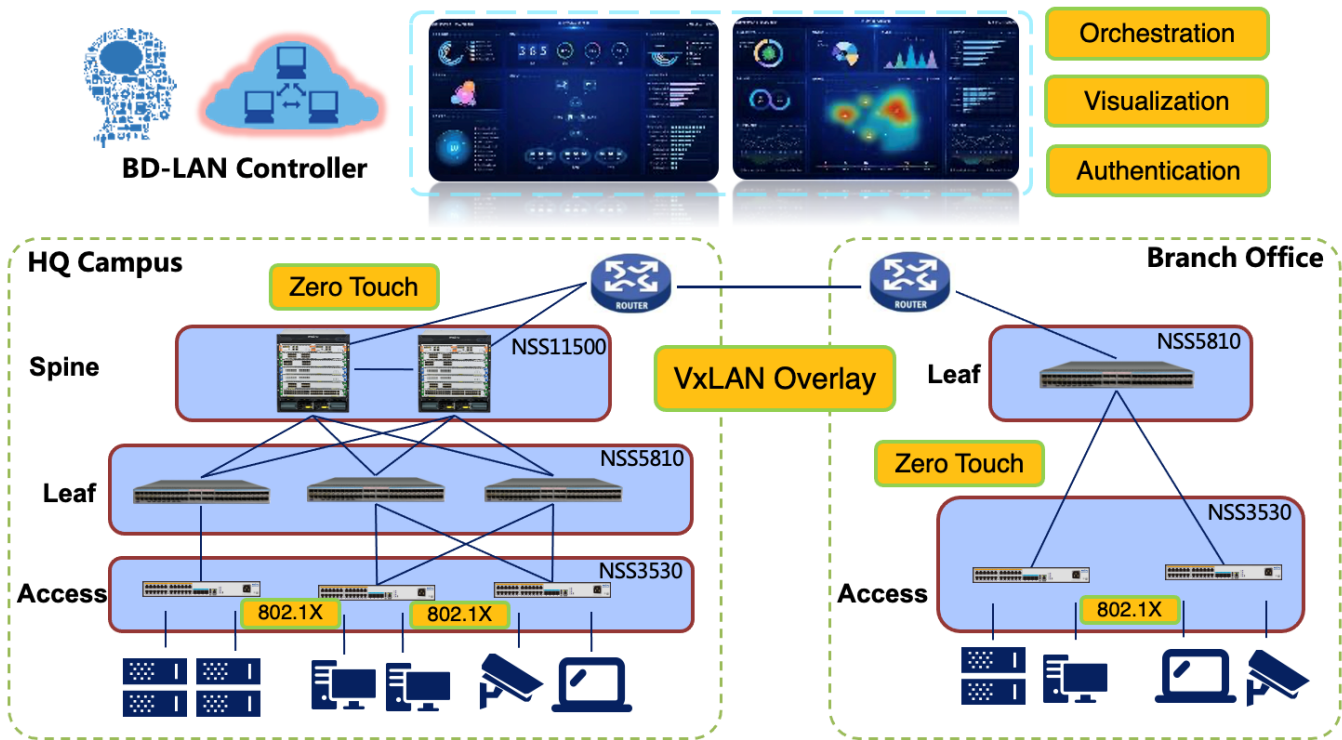 Orchestration
Visualization
Authentication
BD-LAN Controller
365
HQ Campus
Zero Touch
ROUTER
ROUTER
Branch Office
Spine
NSS11500
VxLAN Overlay
Leaf
NSS5810
Leaf
NSS5810
Zero Touch
Access
NSS3530
802.1X
802.1X
Access
NSS3530
802.1X